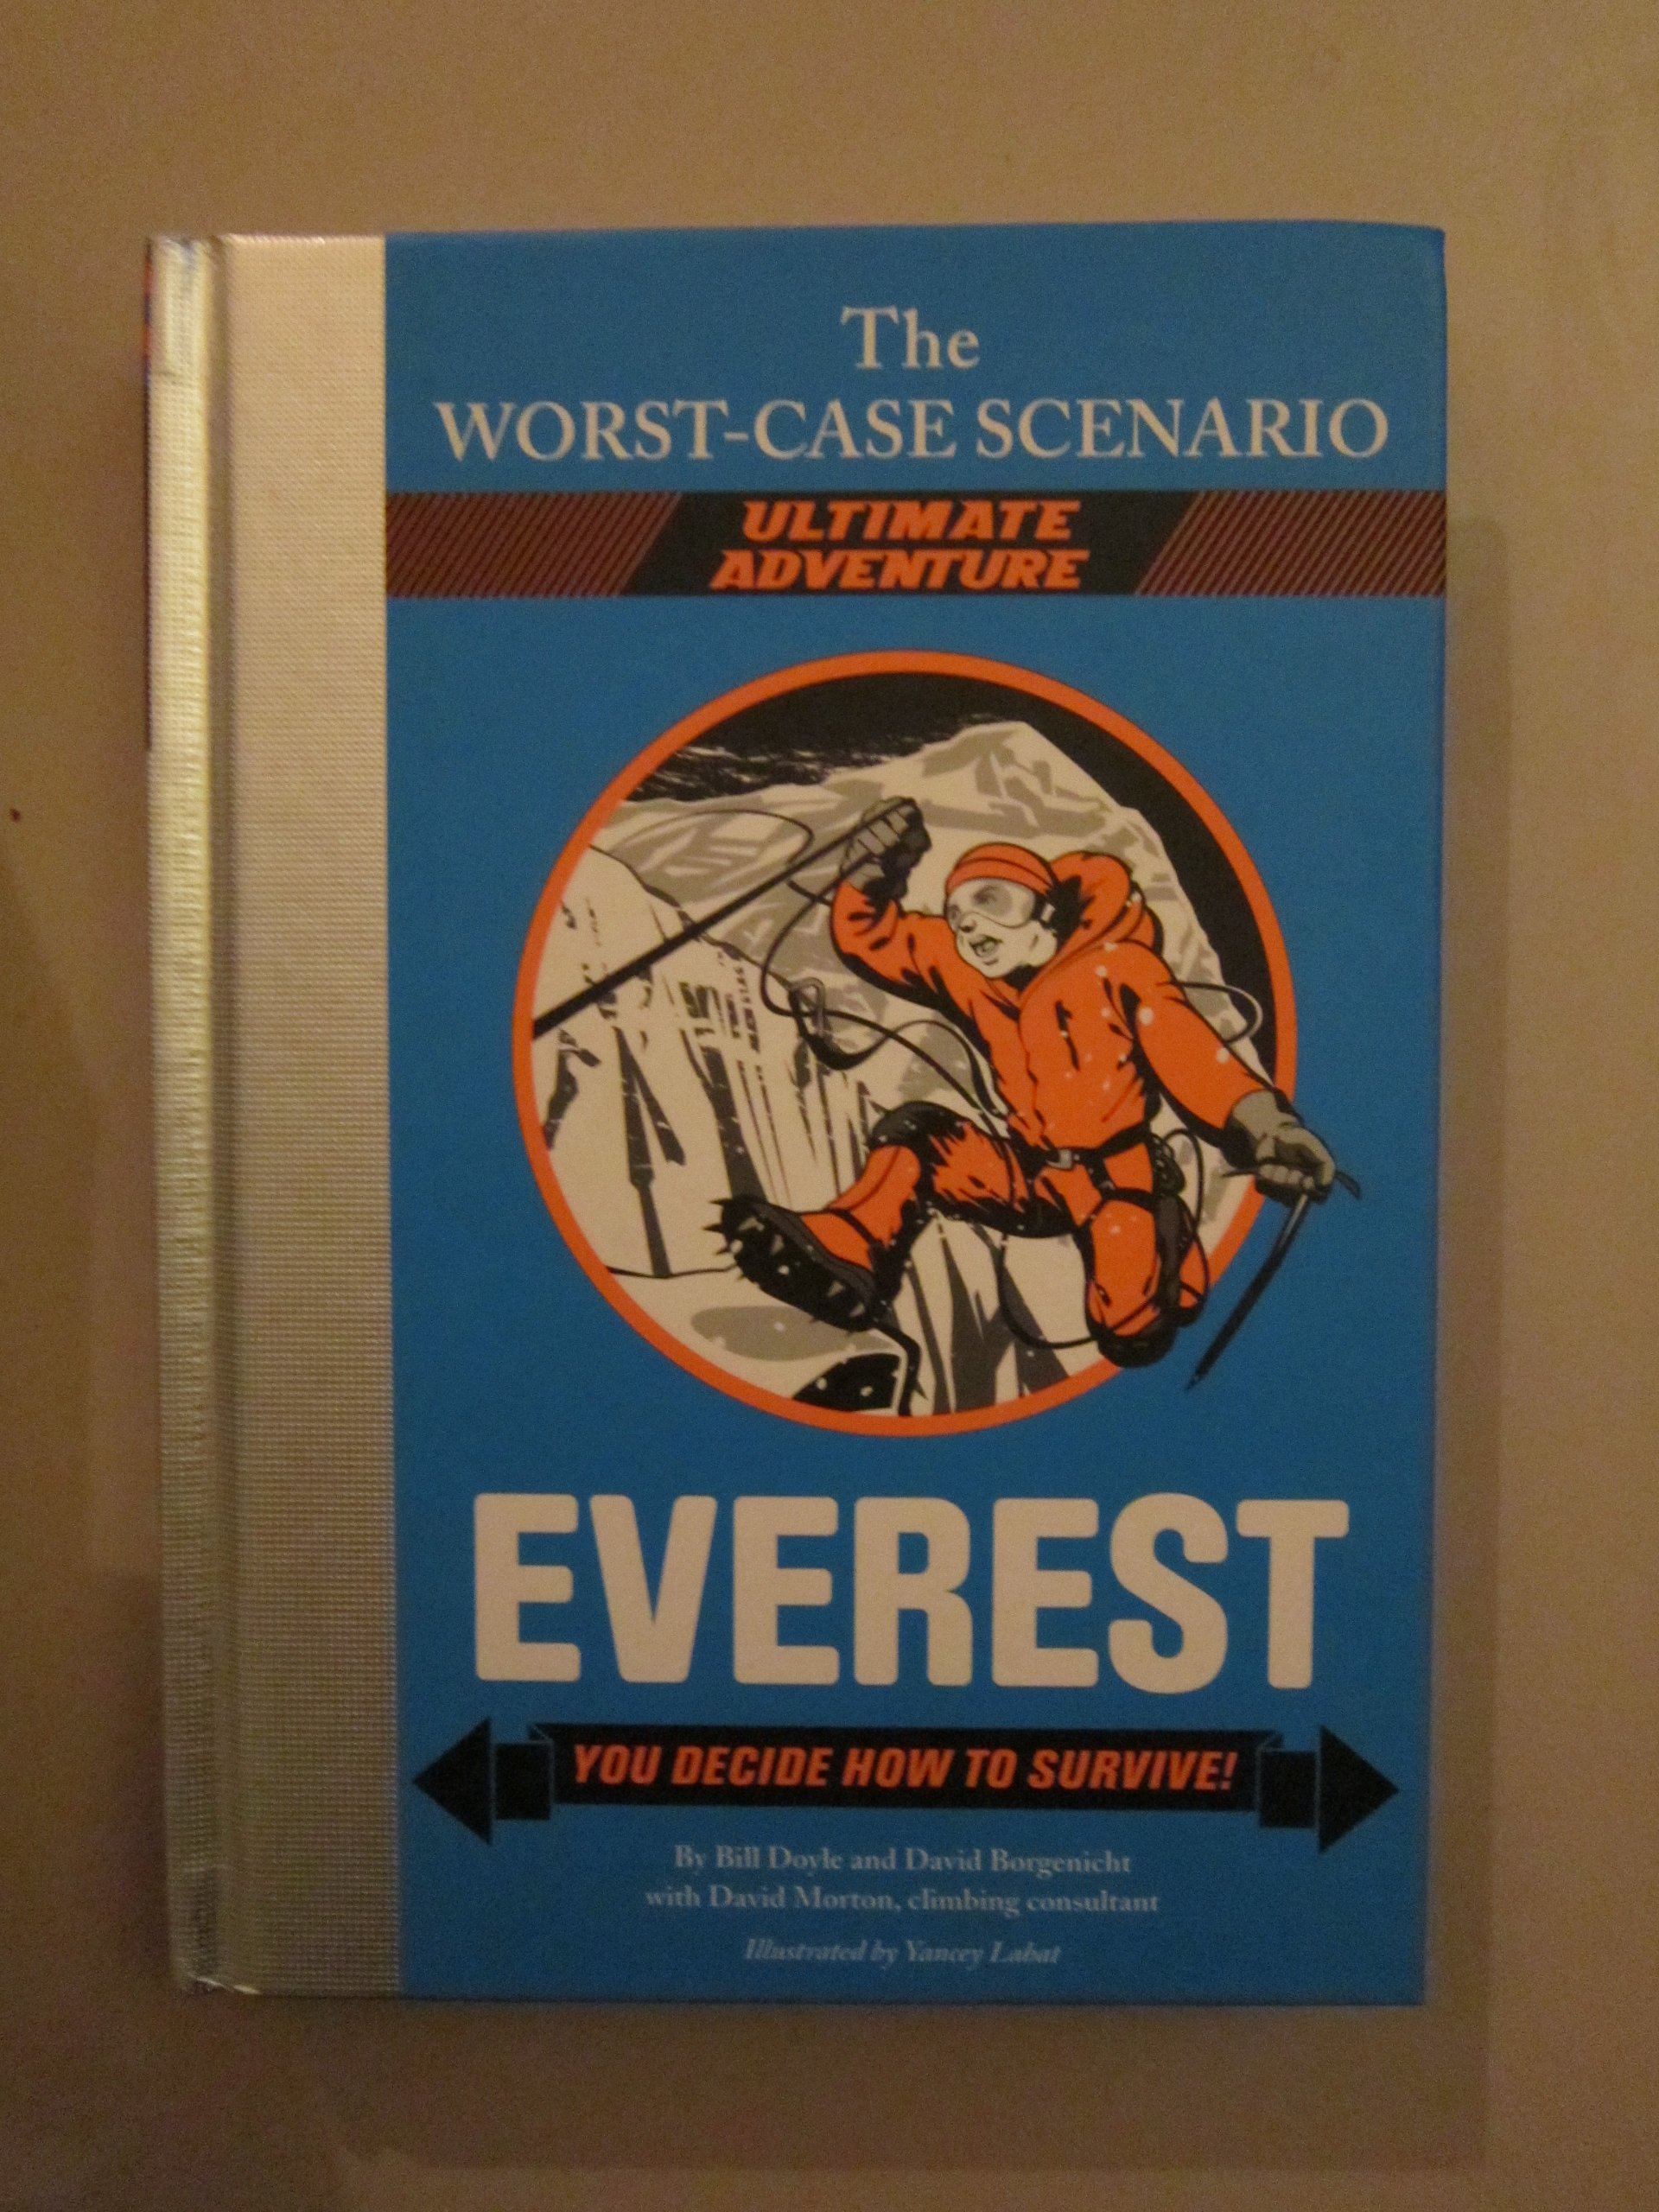 The
WORST-CASE SCENARIO
ULTIMATE
ADVENTURE
EVEREST
YOU DECIDE HOW TO SURVIVE!
By Bill Doyle and David Borgenicht
with David Morton, climbing consultant
Illustrated by Yancey Labat